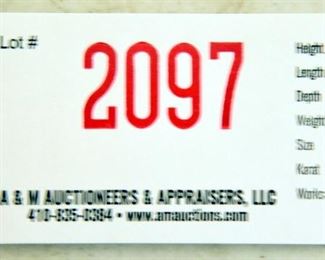 Lot #
2097
Height
Length
Depth
Weight
Size
Karat
A & M AUCTIONEERS & APPRAISERS, LLC
410-835-0384 • www.amauctions.com